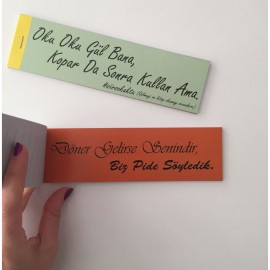 Oku Oku Gül Bana,
Kopar Da Sonra Kullan Ama.
Döner Gelirse Senindir,
Biz Pide Söyledik.